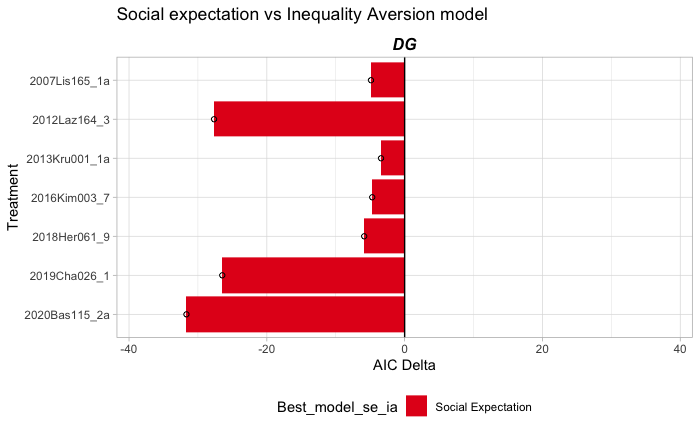 Social expectation vs Inequality Aversion model
DG
Treatment
2007Lis165_1a
2012Laz164_3
2013Kru001_1a
2016Kim003_7
2018Her061_9
2019Cha026_1
2020Bas115_2a
-40 -20 0 20 40
AIC Delta
Best_model_se_ia Social Expectation